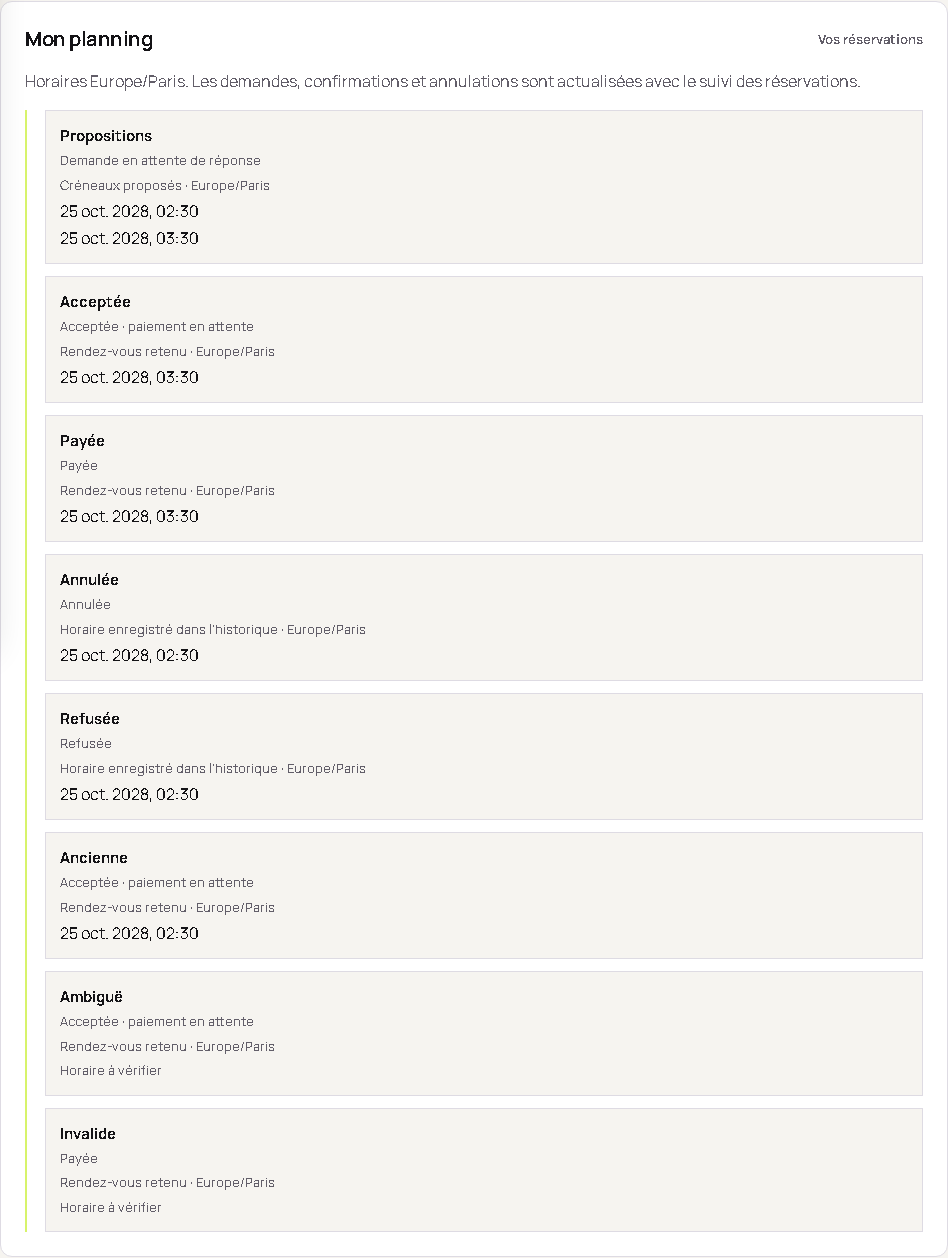 Mon planning
Vos réservations
Horaires Europe/Paris. Les demandes, confirmations et annulations sont actualisées avec le suivi des réservations.
Propositions
Demande en attente de réponse
Créneaux proposés · Europe/Paris
25 oct. 2028, 02:30
25 oct. 2028, 03:30
Acceptée
Acceptée · paiement en attente
Rendez-vous retenu · Europe/Paris
25 oct. 2028, 03:30
Payée
Payée
Rendez-vous retenu · Europe/Paris
25 oct. 2028, 03:30
Annulée
Annulée
Horaire enregistré dans l'historique · Europe/Paris
25 oct. 2028, 02:30
Refusée
Refusée
Horaire enregistré dans l'historique · Europe/Paris
25 oct. 2028, 02:30
Ancienne
Acceptée · paiement en attente
Rendez-vous retenu · Europe/Paris
25 oct. 2028, 02:30
Ambiguë
Acceptée · paiement en attente
Rendez-vous retenu · Europe/Paris
Horaire à vérifier
Invalide
Payée
Rendez-vous retenu · Europe/Paris
Horaire à vérifier